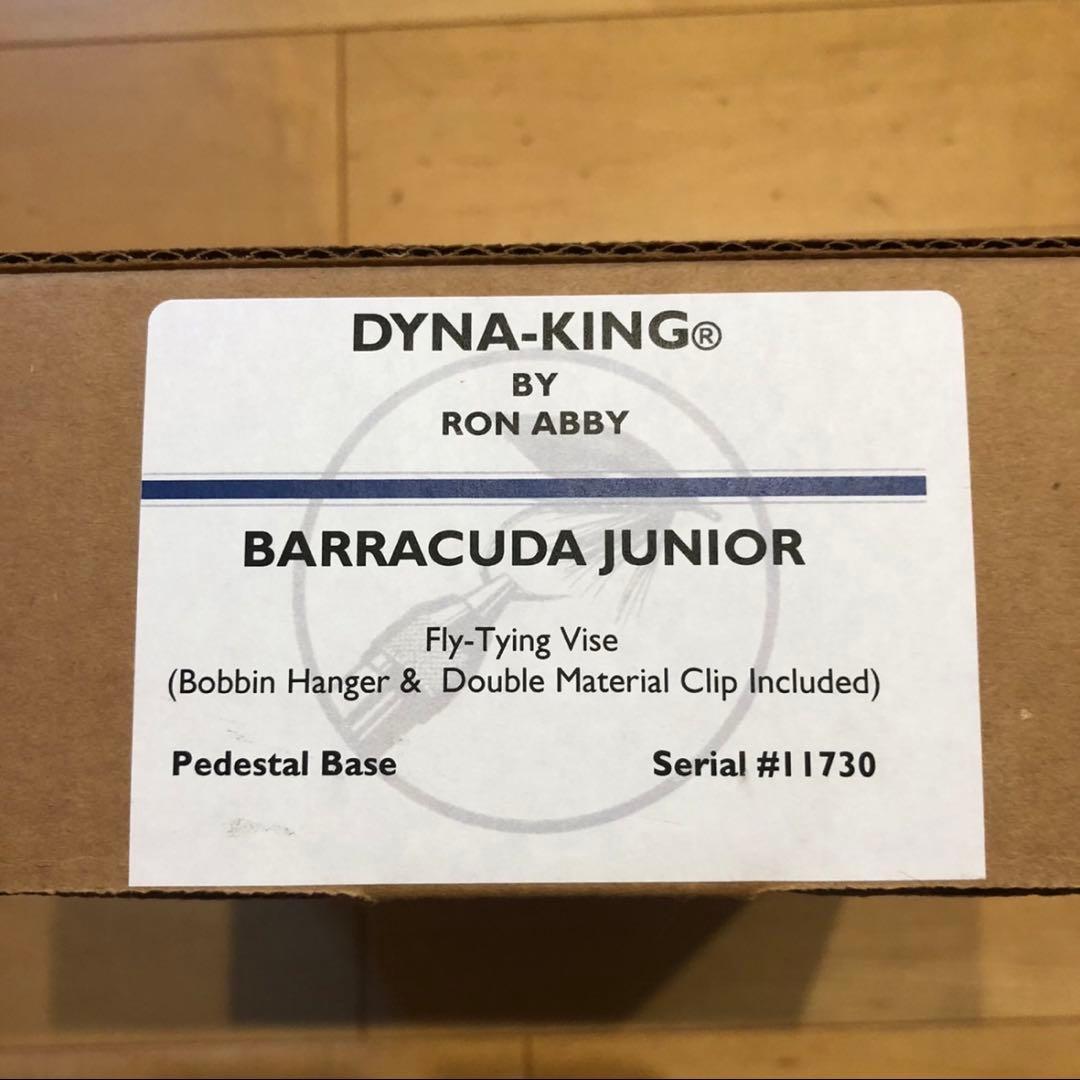 DYNA-KING®
BY
RON ABBY
BARRACUDA JUNIOR
Fly-Tying Vise
(Bobbin Hanger & Double Material Clip Included)
Pedestal Base Serial #11730